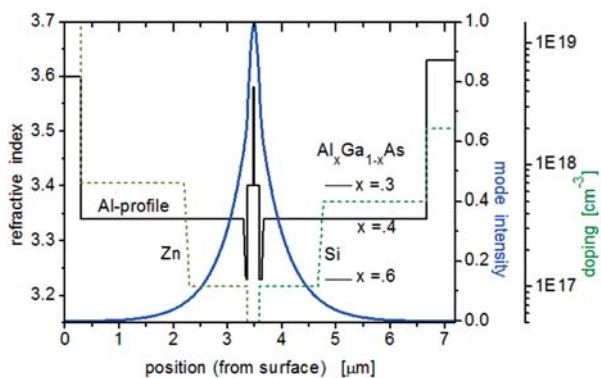 3.7
3.6
3.5
3.4
3.3
3.2
refractive index
0 1 2 3 4 5 6 7
position (from surface) [μm]
Al-profile
Zn
Si
AlxGa1-xAs
x =.3
x =.4
x =.6
1.0
0.8
0.6
0.4
0.2
0.0
mode intensity
1E19
1E18
1E17
doping [cm-3]